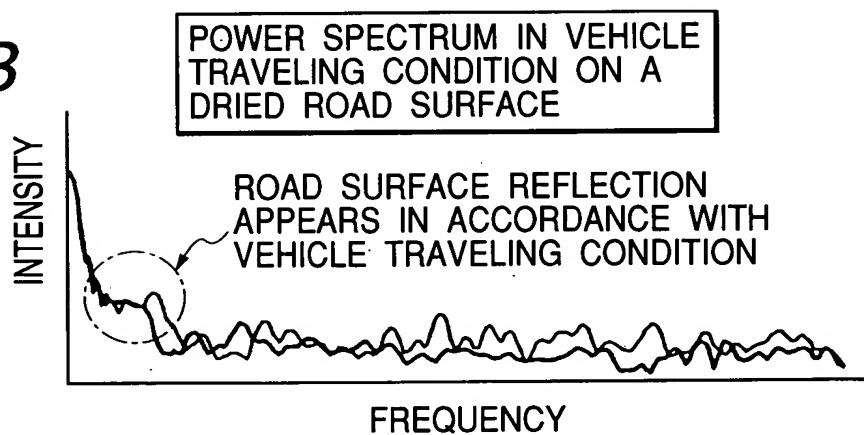 B
POWER SPECTRUM IN VEHICLE
TRAVELING CONDITION ON A
DRIED ROAD SURFACE
INTENSITY
ROAD SURFACE REFLECTION
APPEARS IN ACCORDANCE WITH
VEHICLE TRAVELING CONDITION
FREQUENCY